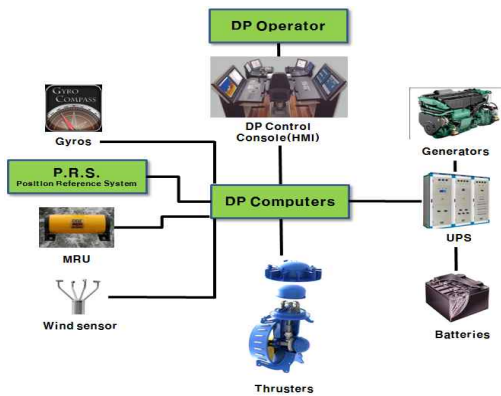 DP Operator
GYRO
COMPASS
Gyros
DP Control
Console(HMI)
Generators
P.R.S.
Position Reference System
DP Computers
MRU
UPS
Wind sensor
Batteries
Thrusters